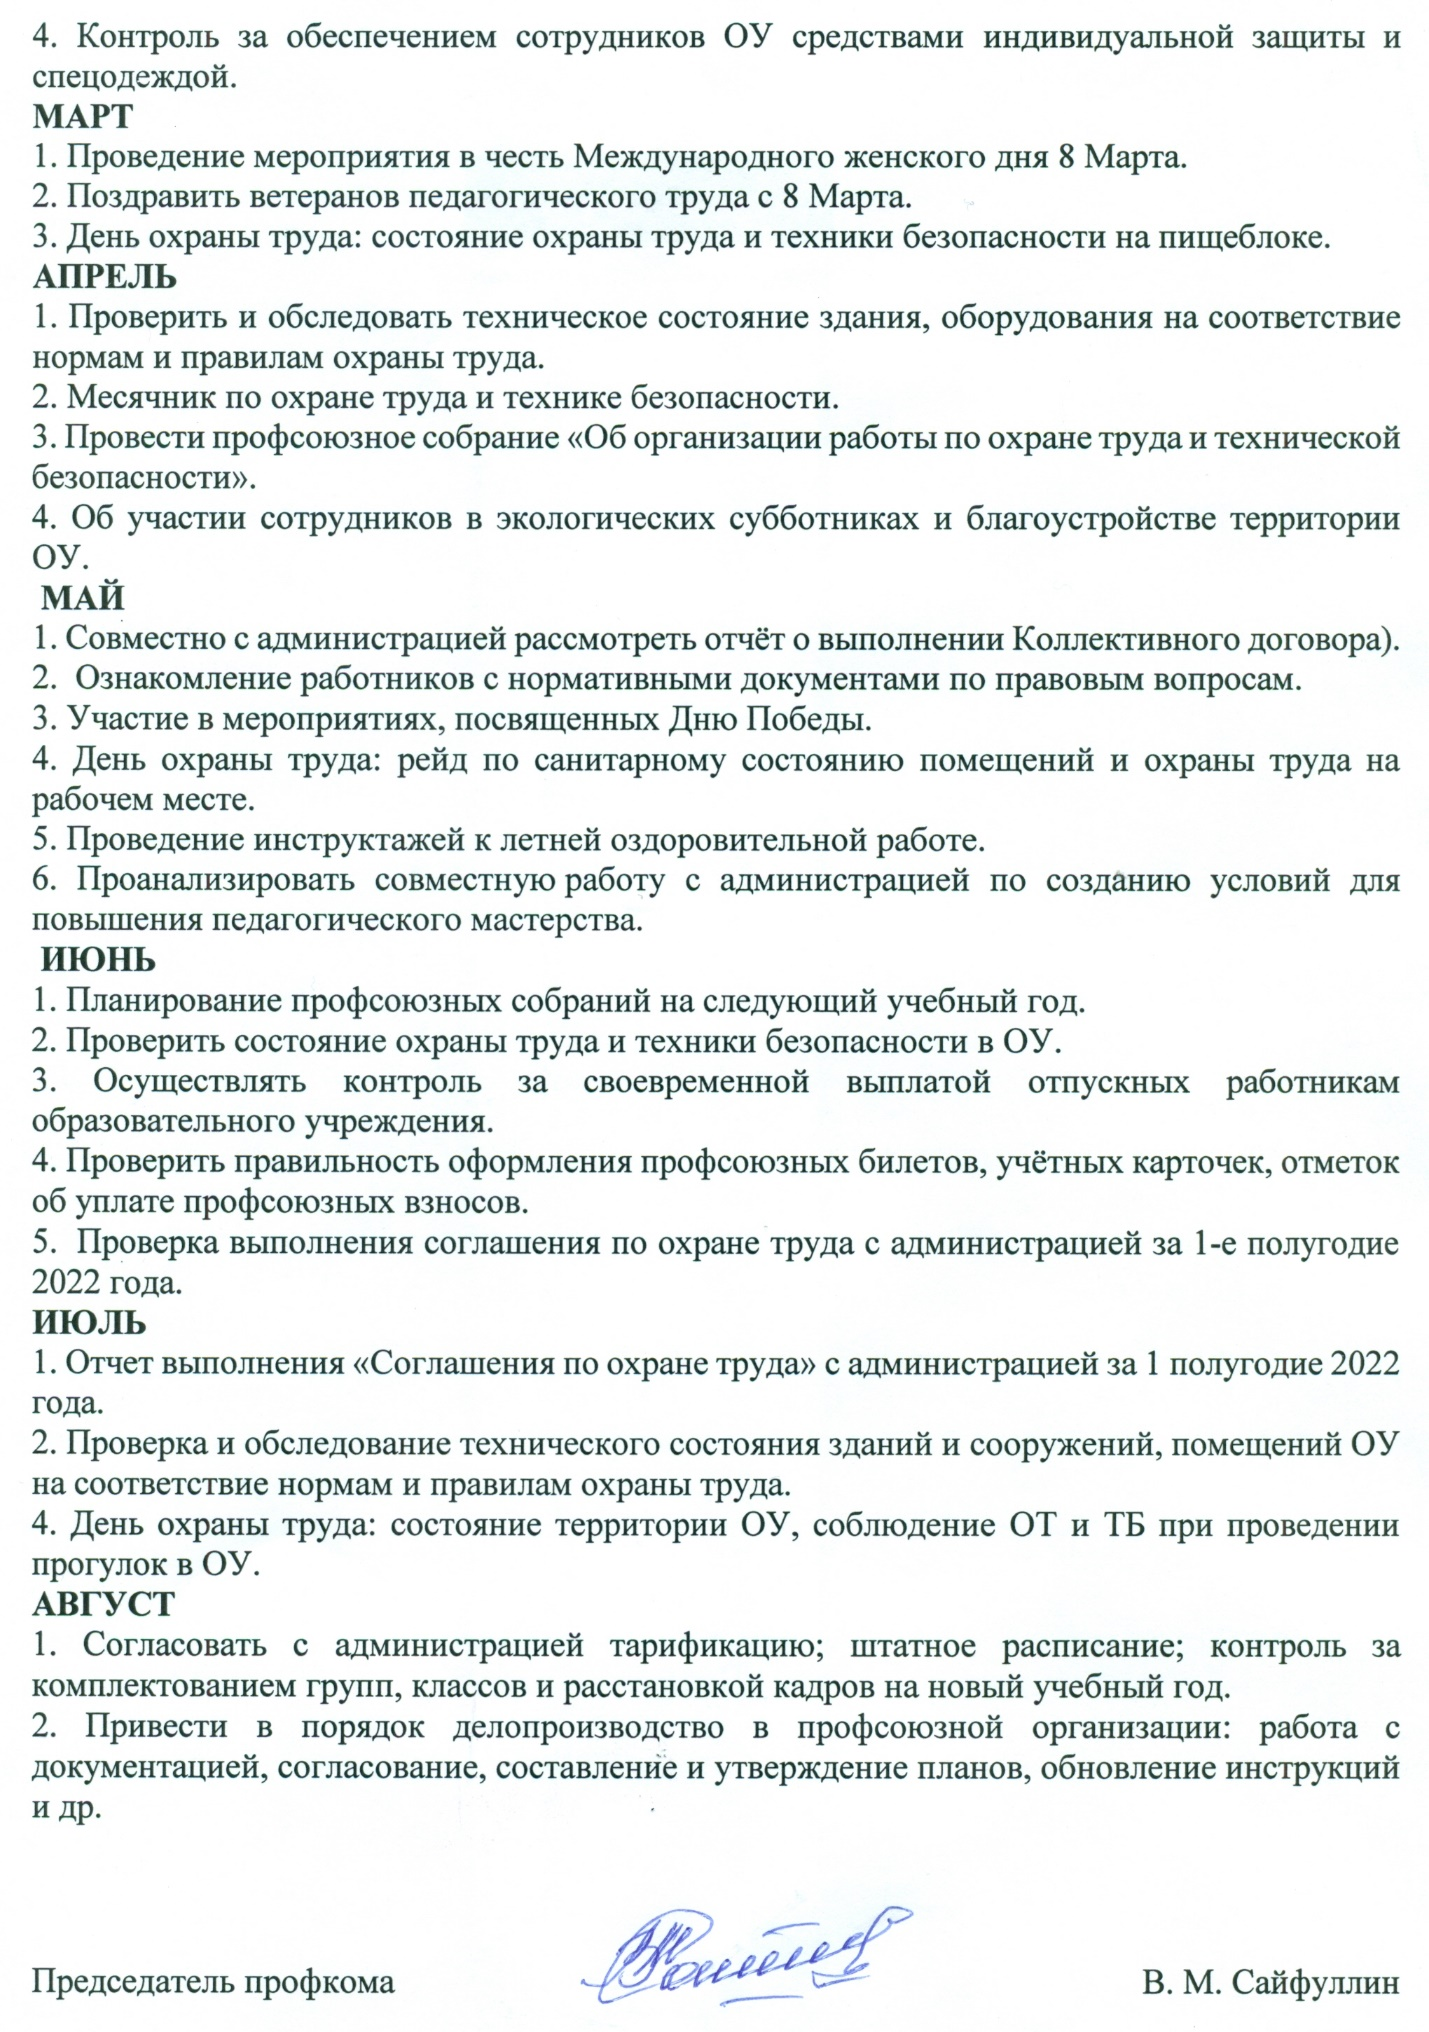 4. Контроль за обеспечением сотрудников ОУ средствами индивидуальной защиты и
спецодеждой.
МАРТ
1. Проведение мероприятия в честь Международного женского дня 8 Марта.
2. Поздравить ветеранов педагогического труда с 8 Марта.
3. День охраны труда: состояние охраны труда и техники безопасности на пищеблоке.
АПРЕЛЬ
1. Проверить и обследовать техническое состояние здания, оборудования на соответствие
нормам и правилам охраны труда.
2. Месячник по охране труда и технике безопасности.
3. Провести профсоюзное собрание «Об организации работы по охране труда и технической
безопасности».
4. Об участии сотрудников в экологических субботниках и благоустройстве территории
ОУ.
МАЙ
1. Совместно с администрацией рассмотреть отчёт о выполнении Коллективного договора).
2. Ознакомление работников с нормативными документами по правовым вопросам.
3. Участие в мероприятиях, посвященных Дню Победы.
4. День охраны труда: рейд по санитарному состоянию помещений и охраны труда на
рабочем месте.
5. Проведение инструктажей к летней оздоровительной работе.
6. Проанализировать совместную работу с администрацией по созданию условий для
повышения педагогического мастерства.
ИЮНЬ
1. Планирование профсоюзных собраний на следующий учебный год.
2. Проверить состояние охраны труда и техники безопасности в ОУ.
3. Осуществлять контроль за своевременной выплатой отпускных работникам
образовательного учреждения.
4. Проверить правильность оформления профсоюзных билетов, учётных карточек, отметок
об уплате профсоюзных взносов.
5. Проверка выполнения соглашения по охране труда с администрацией за 1-е полугодие
2022 года.
ИЮЛЬ
1. Отчет выполнения «Соглашения по охране труда» с администрацией за 1 полугодие 2022
года.
2. Проверка и обследование технического состояния зданий и сооружений, помещений ОУ
на соответствие нормам и правилам охраны труда.
4. День охраны труда: состояние территории ОУ, соблюдение ОТ и ТБ при проведении
прогулок в ОУ.
АВГУСТ
1. Согласовать с администрацией тарификацию; штатное расписание; контроль за
комплектованием групп, классов и расстановкой кадров на новый учебный год.
2. Привести в порядок делопроизводство в профсоюзной организации: работа с
документацией, согласование, составление и утверждение планов, обновление инструкций
и др.
Председатель профкома В. М. Сайфуллин